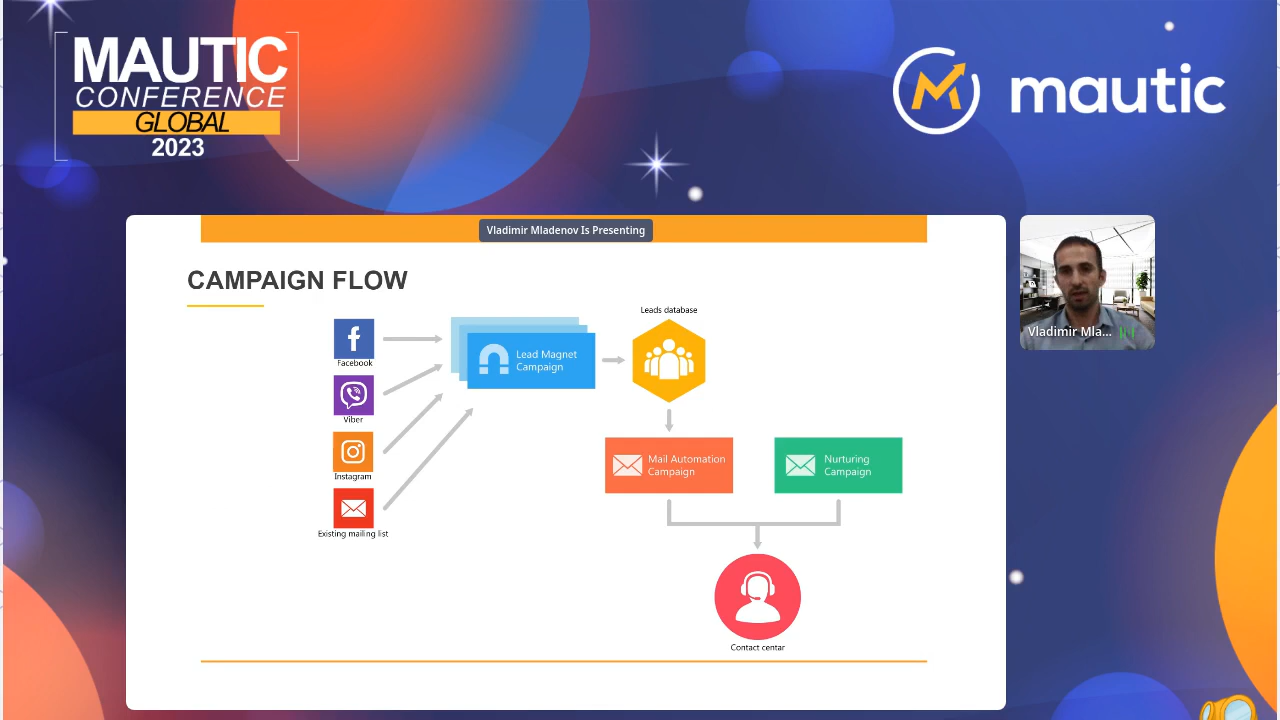 MAUTIC
CONFERENCE
GLOBAL
2023
mautic
Vladimir Mladenov Is Presenting
CAMPAIGN FLOW
Facebook
Viber
Instagram
Existing mailing list
Lead Magnet
Campaign
Leads database
Mail Automation
Campaign
Nurturing
Campaign
Contact centar
Vladimir Mla...